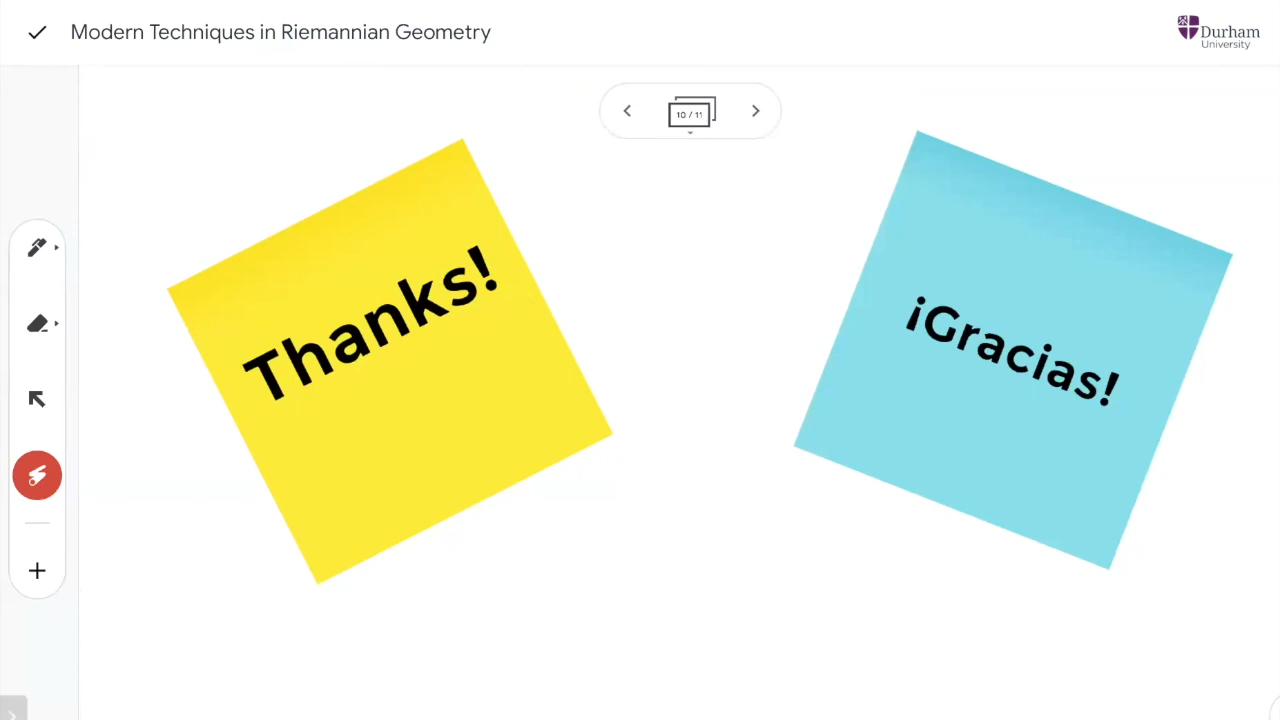 Modern Techniques in Riemannian Geometry
Durham
University
10 / 11
Thanks!
¡Gracias!